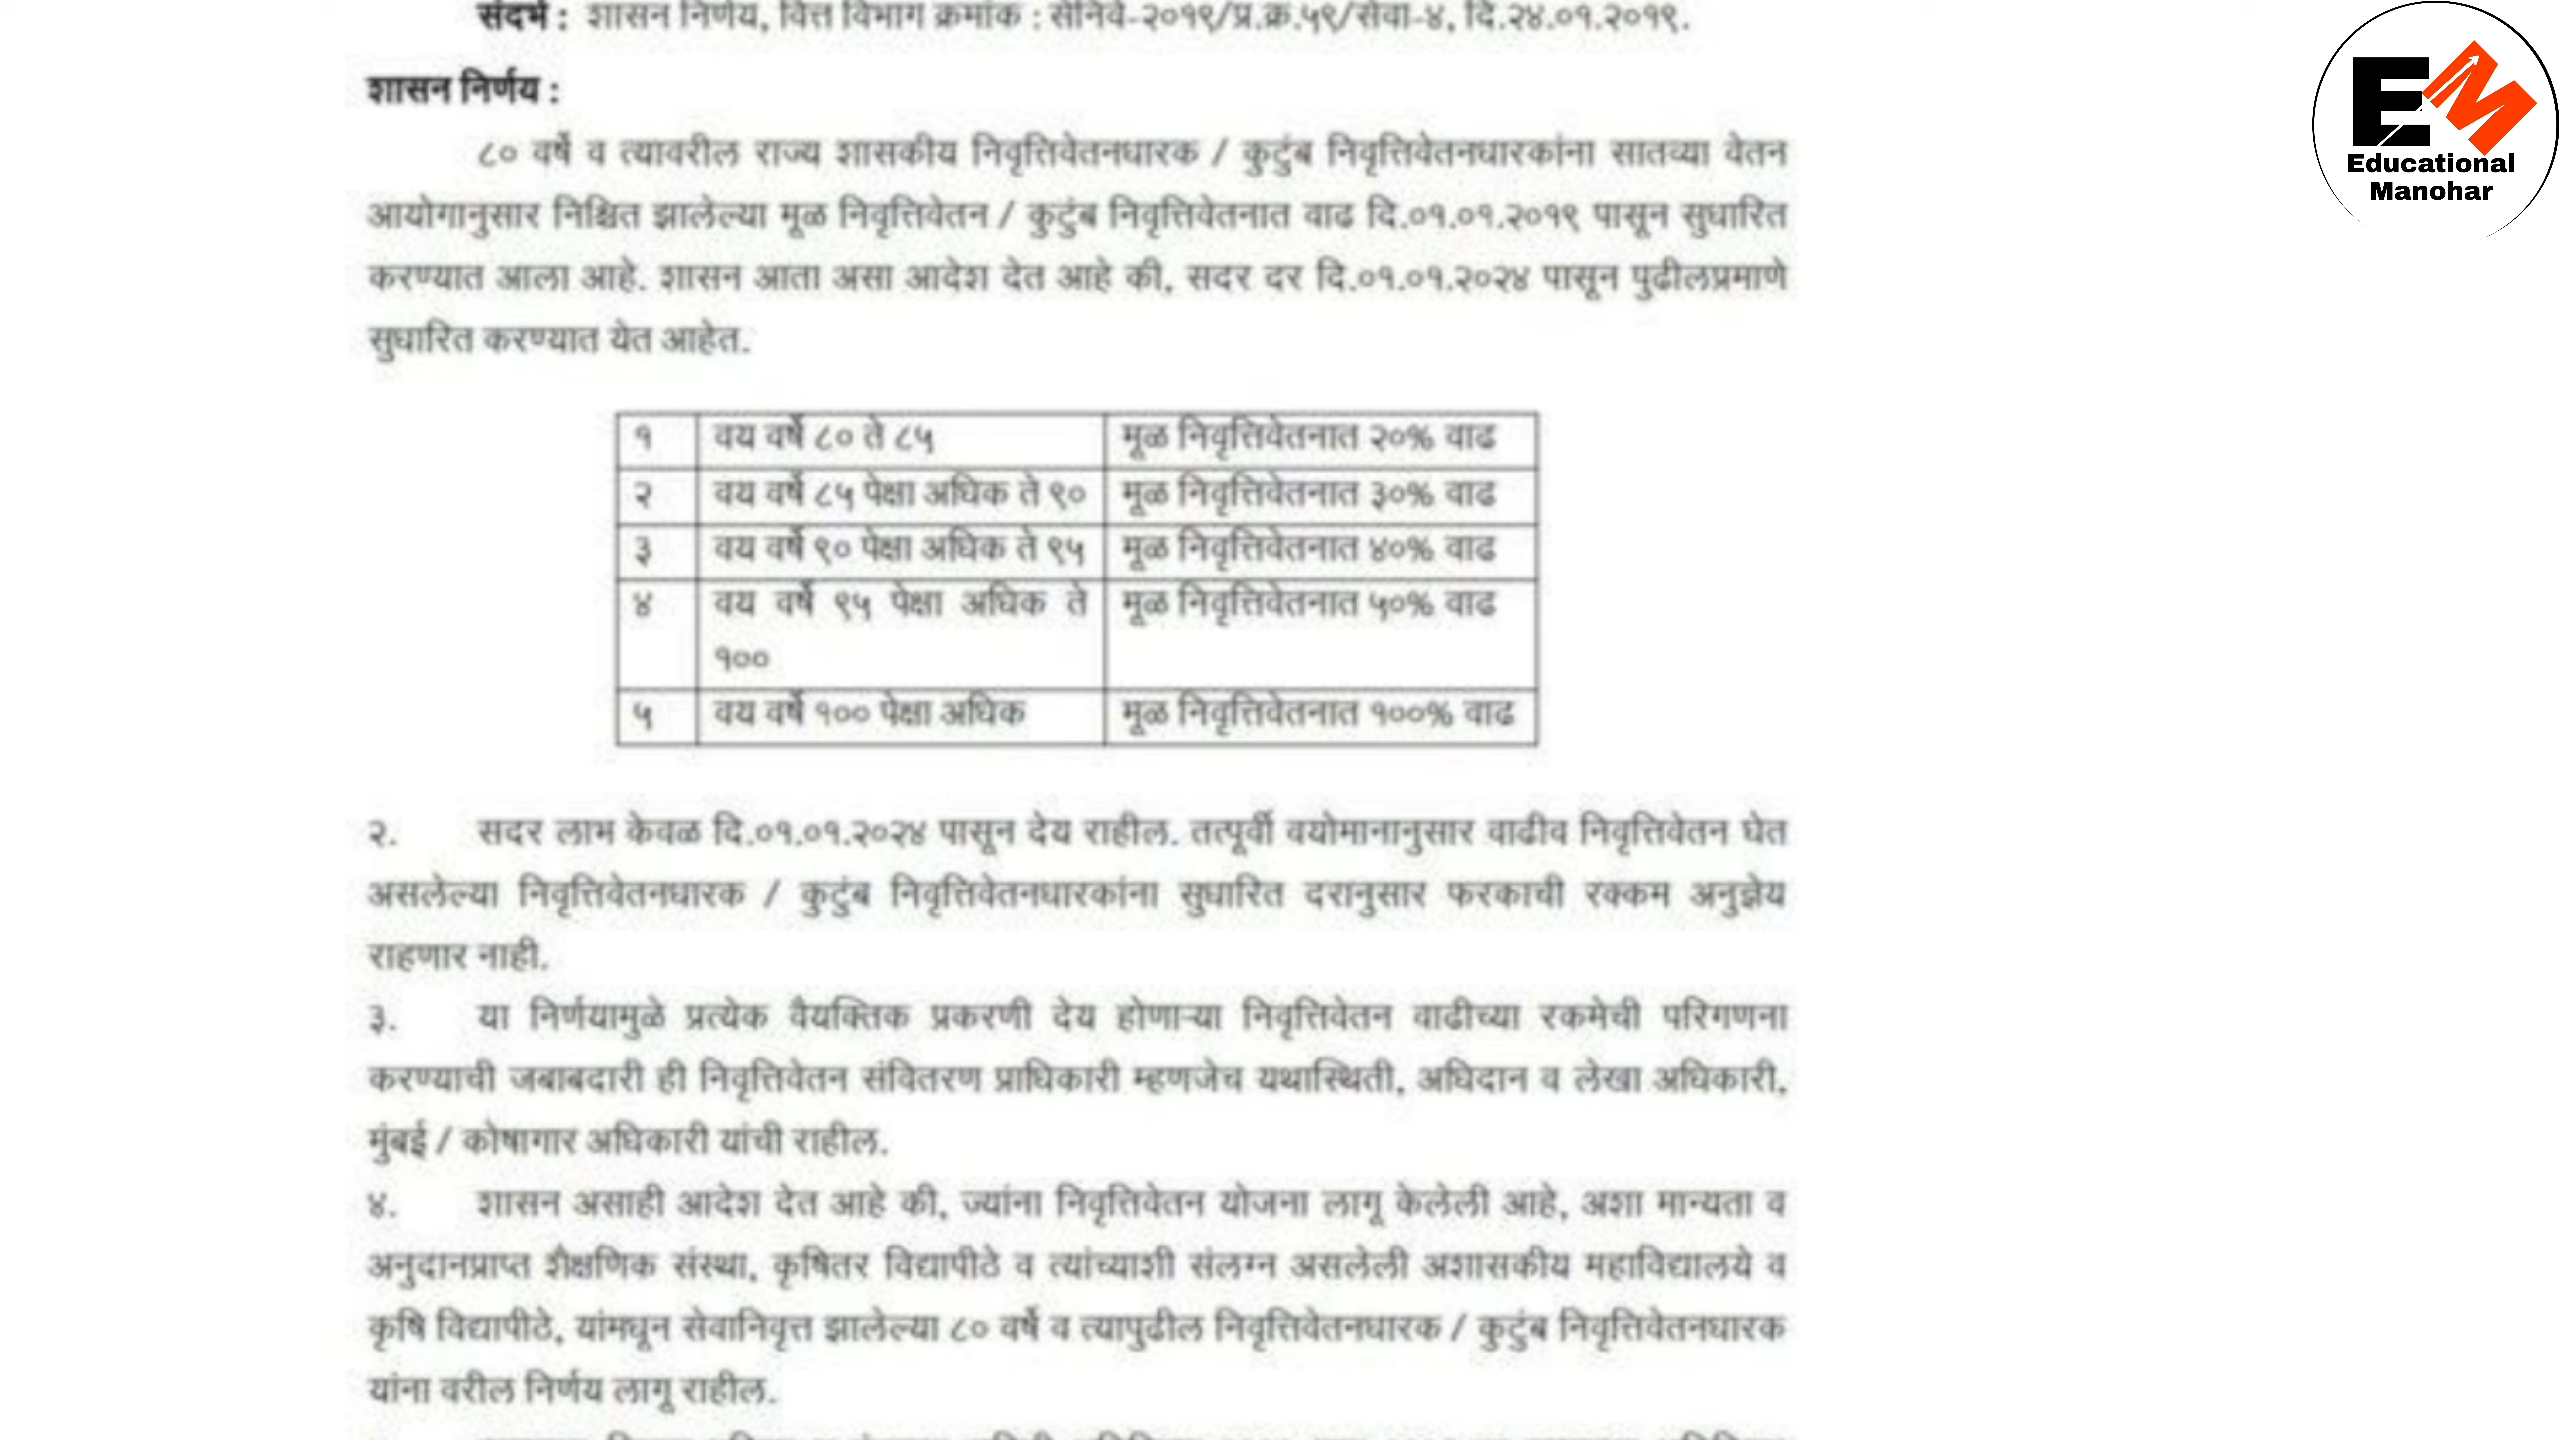 संदर्भ : शासन निर्णय, वित्त विभाग क्रमांक : सेनिवे-२०१९/प्र.क्र.५९/सेवा-४, दि.२४.०१.२०१९.
शासन निर्णय :
८० वर्षे व त्यावरील राज्य शासकीय निवृत्तिवेतनधारक / कुटुंब निवृत्तिवेतनधारकांना सातव्या वेतन
आयोगानुसार निश्चित झालेल्या मूळ निवृत्तिवेतन / कुटुंब निवृत्तिवेतनात वाढ दि.०१.०१.२०१९ पासून सुधारित
करण्यात आला आहे. शासन आता असा आदेश देत आहे की, सदर दर दि.०१.०१.२०२४ पासून पुढीलप्रमाणे
सुधारित करण्यात येत आहेत.
१ वय वर्षे ८० ते ८५ मूळ निवृत्तिवेतनात २०% वाढ
२ वय वर्षे ८५ पेक्षा अधिक ते ९० मूळ निवृत्तिवेतनात ३०% वाढ
३ वय वर्षे ९० पेक्षा अधिक ते ९५ मूळ निवृत्तिवेतनात ४०% वाढ
४ वय वर्षे ९५ पेक्षा अधिक ते मूळ निवृत्तिवेतनात ५०% वाढ
१००
५ वय वर्षे १०० पेक्षा अधिक मूळ निवृत्तिवेतनात १००% वाढ
२. सदर लाभ केवळ दि.०१.०१.२०२४ पासून देय राहील. तत्पूर्वी वयोमानानुसार वाढीव निवृत्तिवेतन घेत
असलेल्या निवृत्तिवेतनधारक / कुटुंब निवृत्तिवेतनधारकांना सुधारित दरानुसार फरकाची रक्कम अनुज्ञेय
राहणार नाही.
३. या निर्णयामुळे प्रत्येक वैयक्तिक प्रकरणी देय होणाऱ्या निवृत्तिवेतन वाढीच्या रकमेची परिगणना
करण्याची जबाबदारी ही निवृत्तिवेतन संवितरण प्राधिकारी म्हणजेच यथास्थिती, अधिदान व लेखा अधिकारी,
मुंबई / कोषागार अधिकारी यांची राहील.
४. शासन असाही आदेश देत आहे की, ज्यांना निवृत्तिवेतन योजना लागू केलेली आहे, अशा मान्यता व
अनुदानप्राप्त शैक्षणिक संस्था, कृषितर विद्यापीठे व त्यांच्याशी संलग्न असलेली अशासकीय महाविद्यालये व
कृषि विद्यापीठे, यांमधून सेवानिवृत्त झालेल्या ८० वर्षे व त्यापुढील निवृत्तिवेतनधारक / कुटुंब निवृत्तिवेतनधारक
यांना वरील निर्णय लागू राहील.
EM
Educational
Manohar